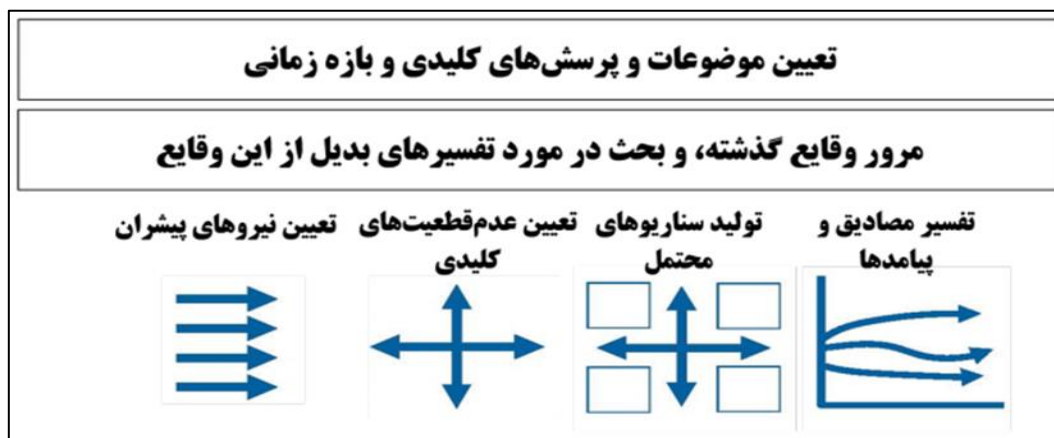 تعیین موضوعات و پرسش‌های کلیدی و بازه زمانی
مرور وقایع گذشته، و بحث در مورد تفسیرهای بدیل از این وقایع
تعیین نیروهای پیشران
تعیین عدم‌قطعیت‌های
کلیدی
تولید سناریوهای
محتمل
تفسیر مصادیق و
پیامدها